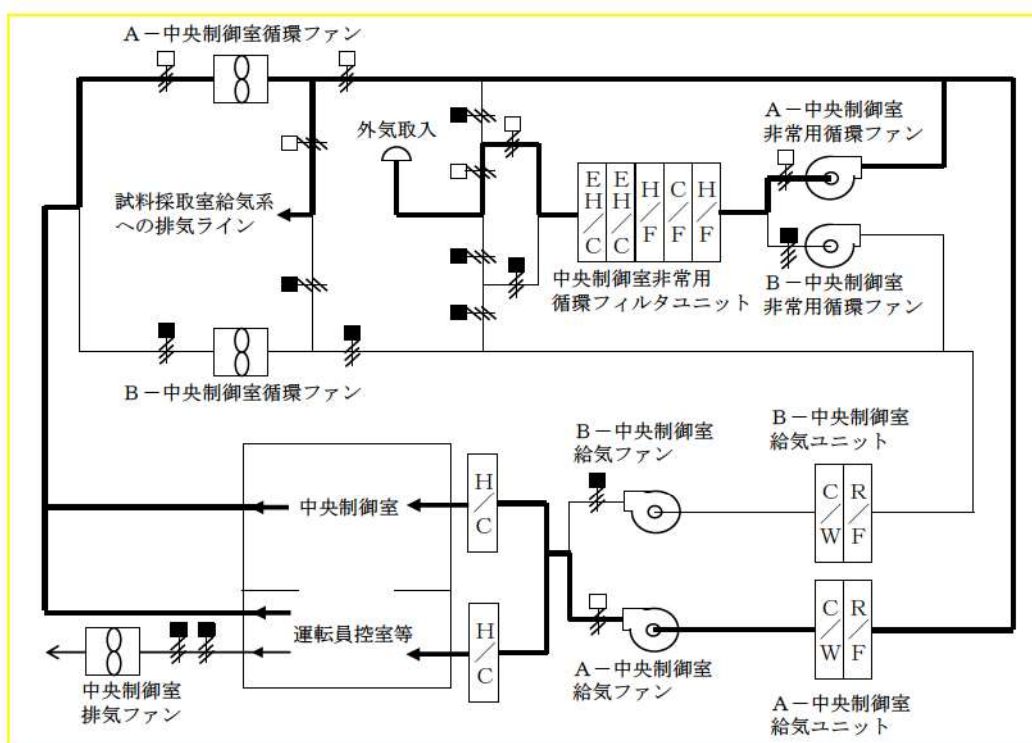 A-中央制御室循環ファン
外気取入
A-中央制御室
非常用循環ファン
試料採取室給気系
への排気ライン
EH/C
EH/C
H/F
C/F
H/F
中央制御室非常用
循環フィルタユニット
B-中央制御室
非常用循環ファン
B-中央制御室循環ファン
B-中央制御室
給気ファン
B-中央制御室
給気ユニット
中央制御室
H/C
C/W
R/F
運転員控室等
H/C
C/W
R/F
中央制御室
排気ファン
A-中央制御室
給気ファン
A-中央制御室
給気ユニット